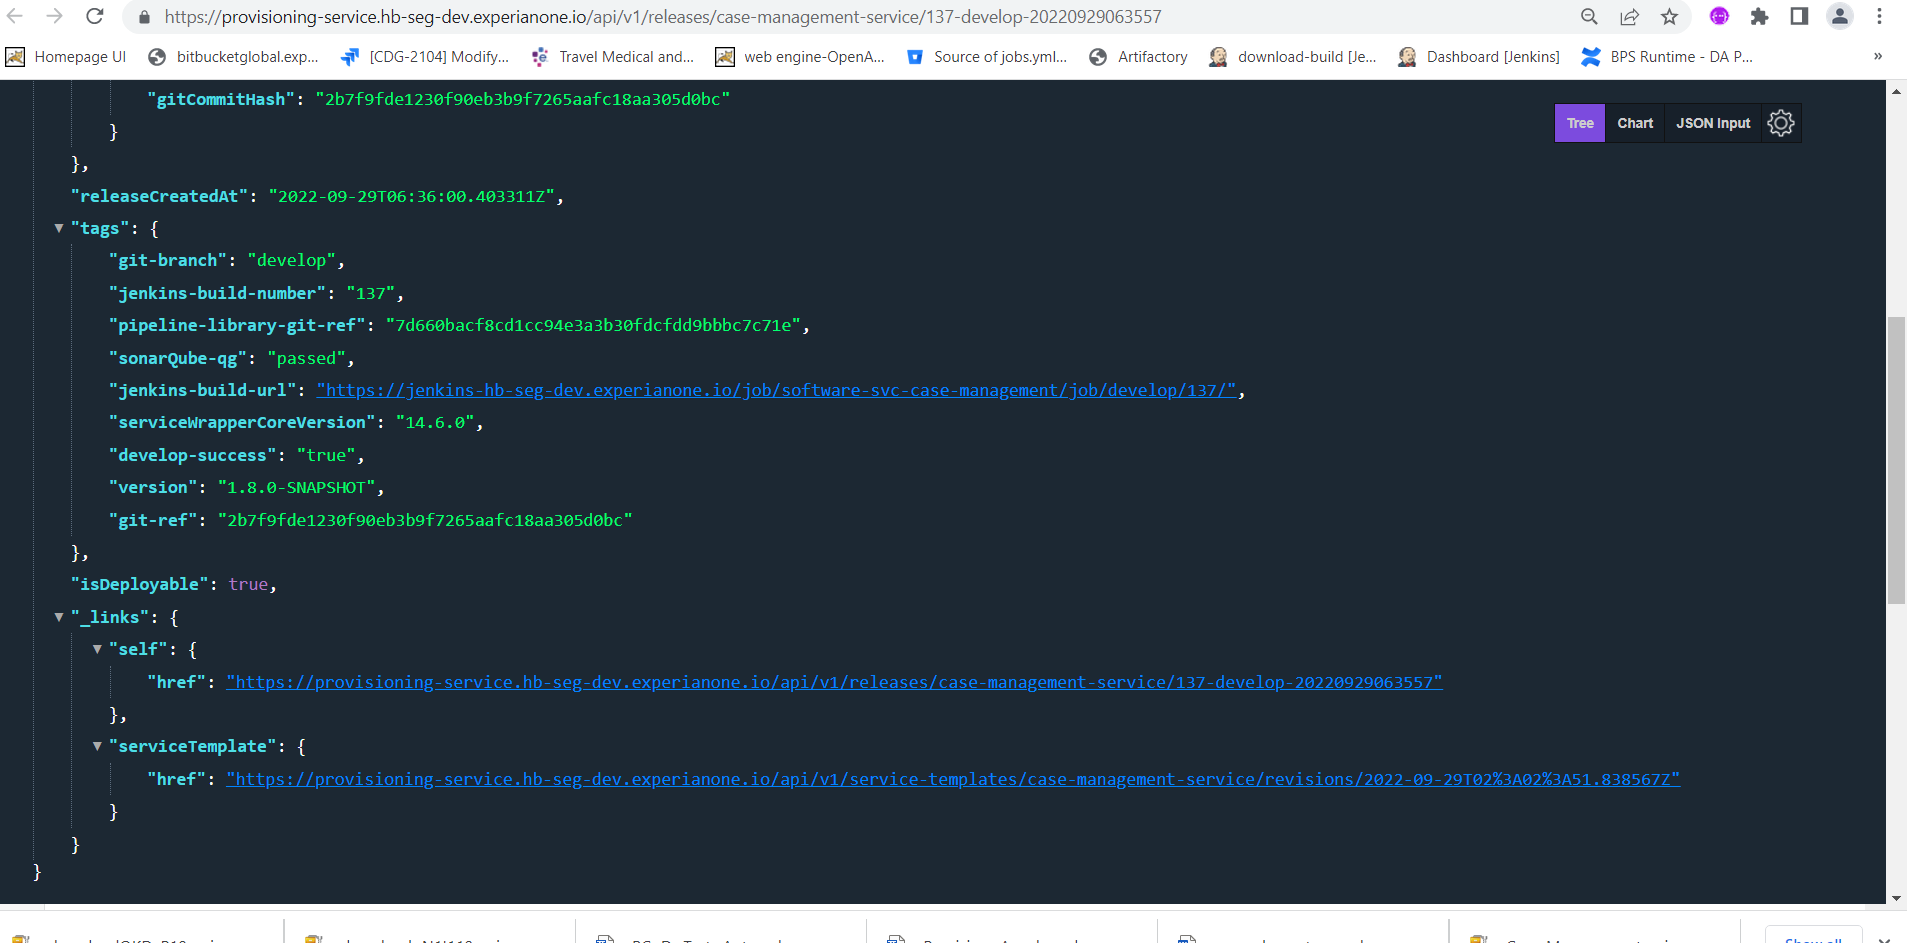 https://provisioning-service.hb-seg-dev.experianone.io/api/v1/releases/case-management-service/137-develop-20220929063557
Homepage UI bitbucketglobal.exp... [CDG-2104] Modify... Travel Medical and... web engine-OpenA... Source of jobs.yml... Artifactory download-build [Je... Dashboard [Jenkins] BPS Runtime - DA P... »
"gitCommitHash": "2b7f9fde1230f90eb3b9f7265aafc18aa305d0bc"
Tree Chart JSON Input
}
},
"releaseCreatedAt": "2022-09-29T06:36:00.403311Z",
"tags": {
"git-branch": "develop",
"jenkins-build-number": "137",
"pipeline-library-git-ref": "7d660bacf8cd1cc94e3a3b30fdcfdd9bbbc7c71e",
"sonarQube-qg": "passed",
"jenkins-build-url": "https://jenkins-hb-seg-dev.experianone.io/job/software-svc-case-management/job/develop/137/",
"serviceWrapperCoreVersion": "14.6.0",
"develop-success": "true",
"version": "1.8.0-SNAPSHOT",
"git-ref": "2b7f9fde1230f90eb3b9f7265aafc18aa305d0bc"
},
"isDeployable": true,
"_links": {
"self": {
"href": "https://provisioning-service.hb-seg-dev.experianone.io/api/v1/releases/case-management-service/137-develop-20220929063557"
},
"serviceTemplate": {
"href": "https://provisioning-service.hb-seg-dev.experianone.io/api/v1/service-templates/case-management-service/revisions/2022-09-29T02%3A02%3A51.838567Z"
}
}
}
Show all